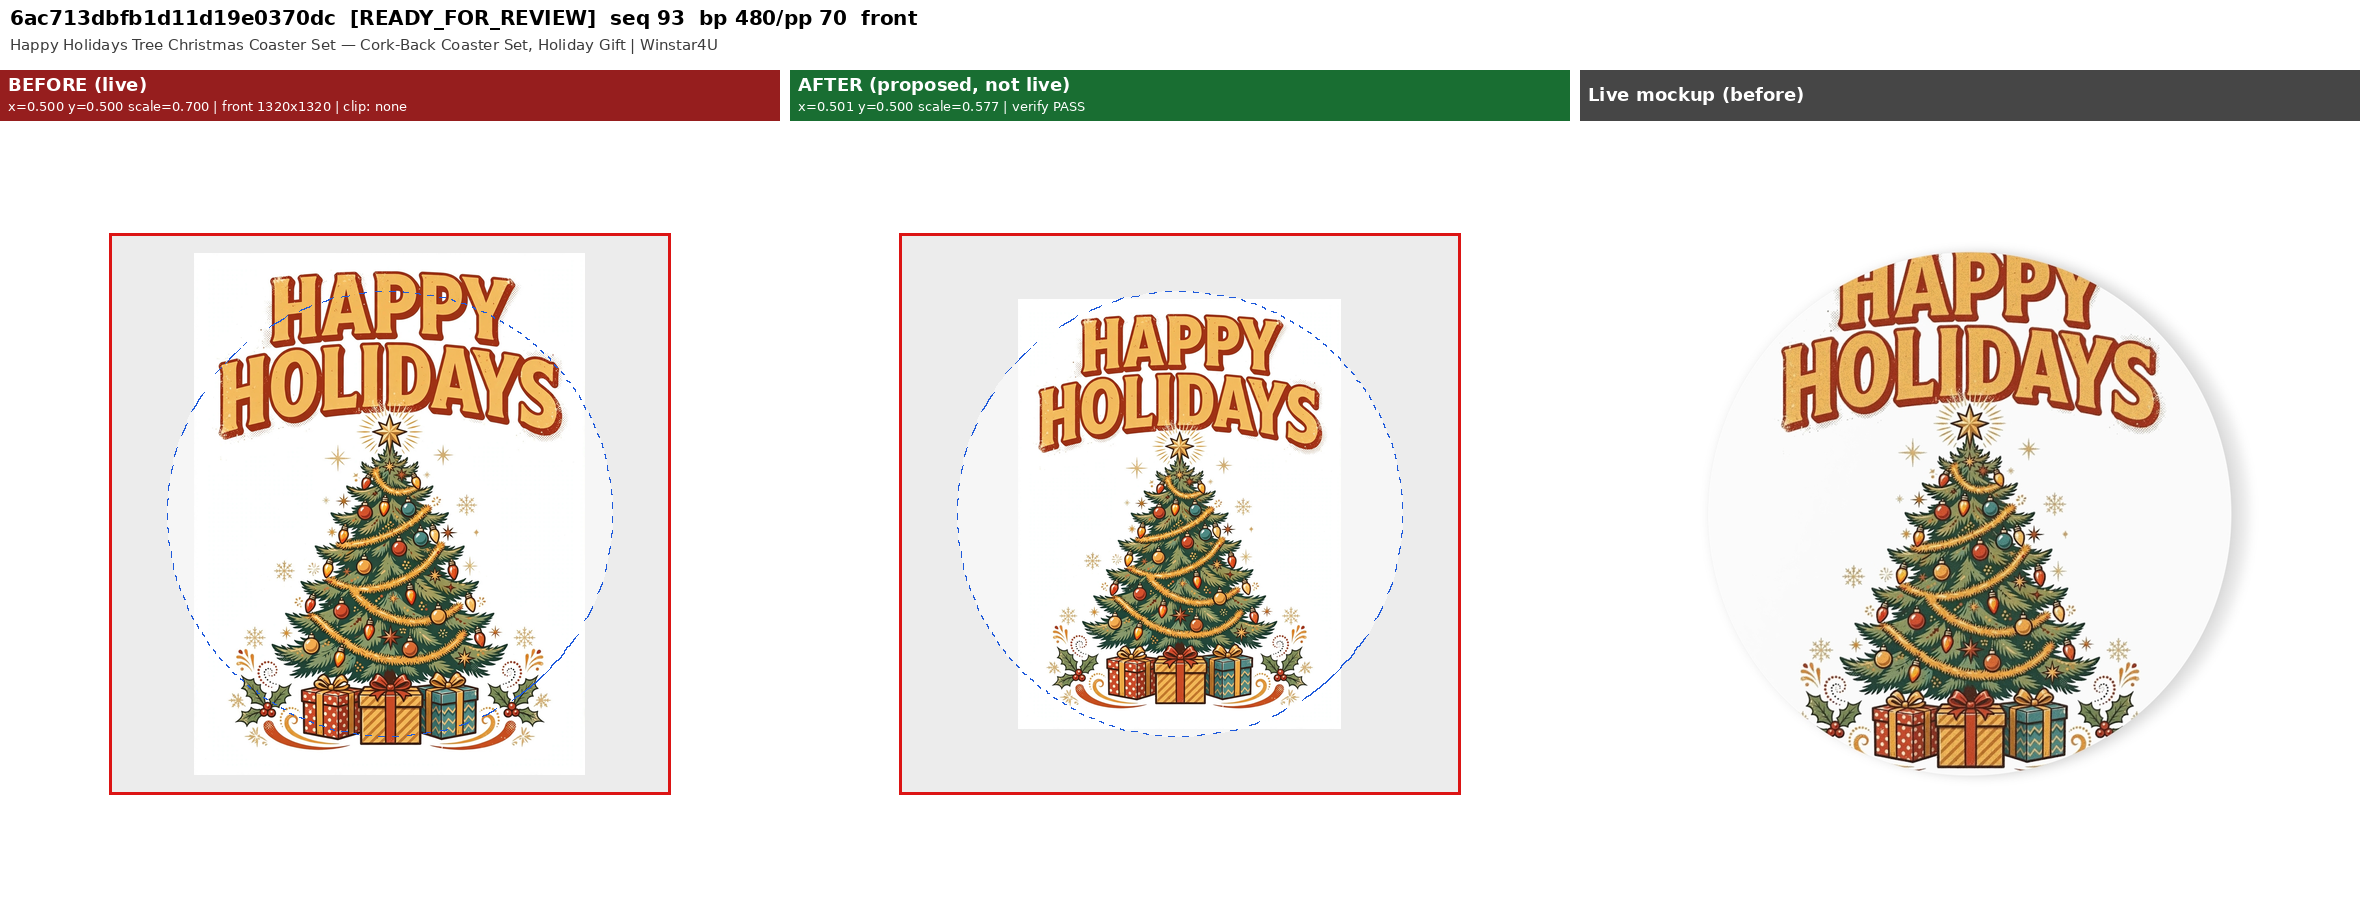 6ac713dbfb1d11d19e0370dc [READY_FOR_REVIEW] seq 93 bp 480/pp 70 front
Happy Holidays Tree Christmas Coaster Set — Cork-Back Coaster Set, Holiday Gift | Winstar4U
BEFORE (live)
x=0.500 y=0.500 scale=0.700 | front 1320x1320 | clip: none
AFTER (proposed, not live)
x=0.501 y=0.500 scale=0.577 | verify PASS
Live mockup (before)
HAPPY
HOLIDAYS
HAPPY
HOLIDAYS
HAPPY
HOLIDAYS